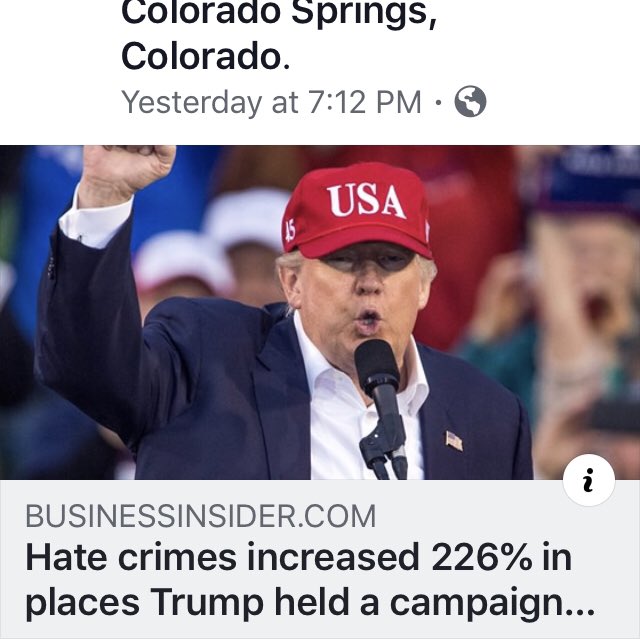 Colorado Springs,
Colorado.
Yesterday at 7:12 PM ·
USA
45
i
BUSINESSINSIDER.COM
Hate crimes increased 226% in
places Trump held a campaign...